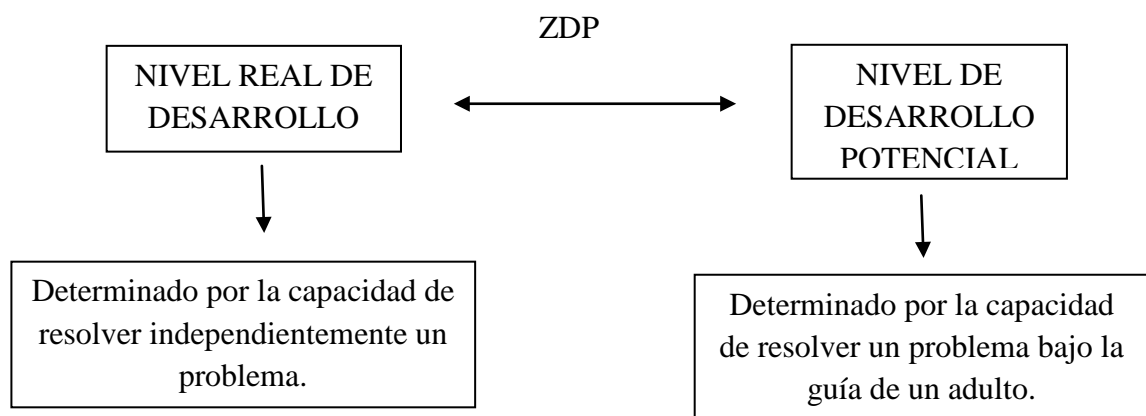 ZDP
NIVEL REAL DE
DESARROLLO
NIVEL DE
DESARROLLO
POTENCIAL
Determinado por la capacidad de
resolver independientemente un
problema.
Determinado por la capacidad
de resolver un problema bajo la
guía de un adulto.